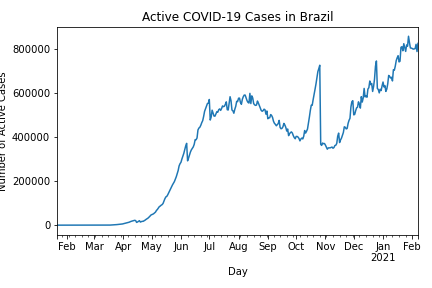 Active COVID-19 Cases in Brazil
800000
600000
400000
200000
0
Number of Active Cases
Feb Mar Apr May Jun Jul Aug Sep Oct Nov Dec Jan Feb
2021
Day